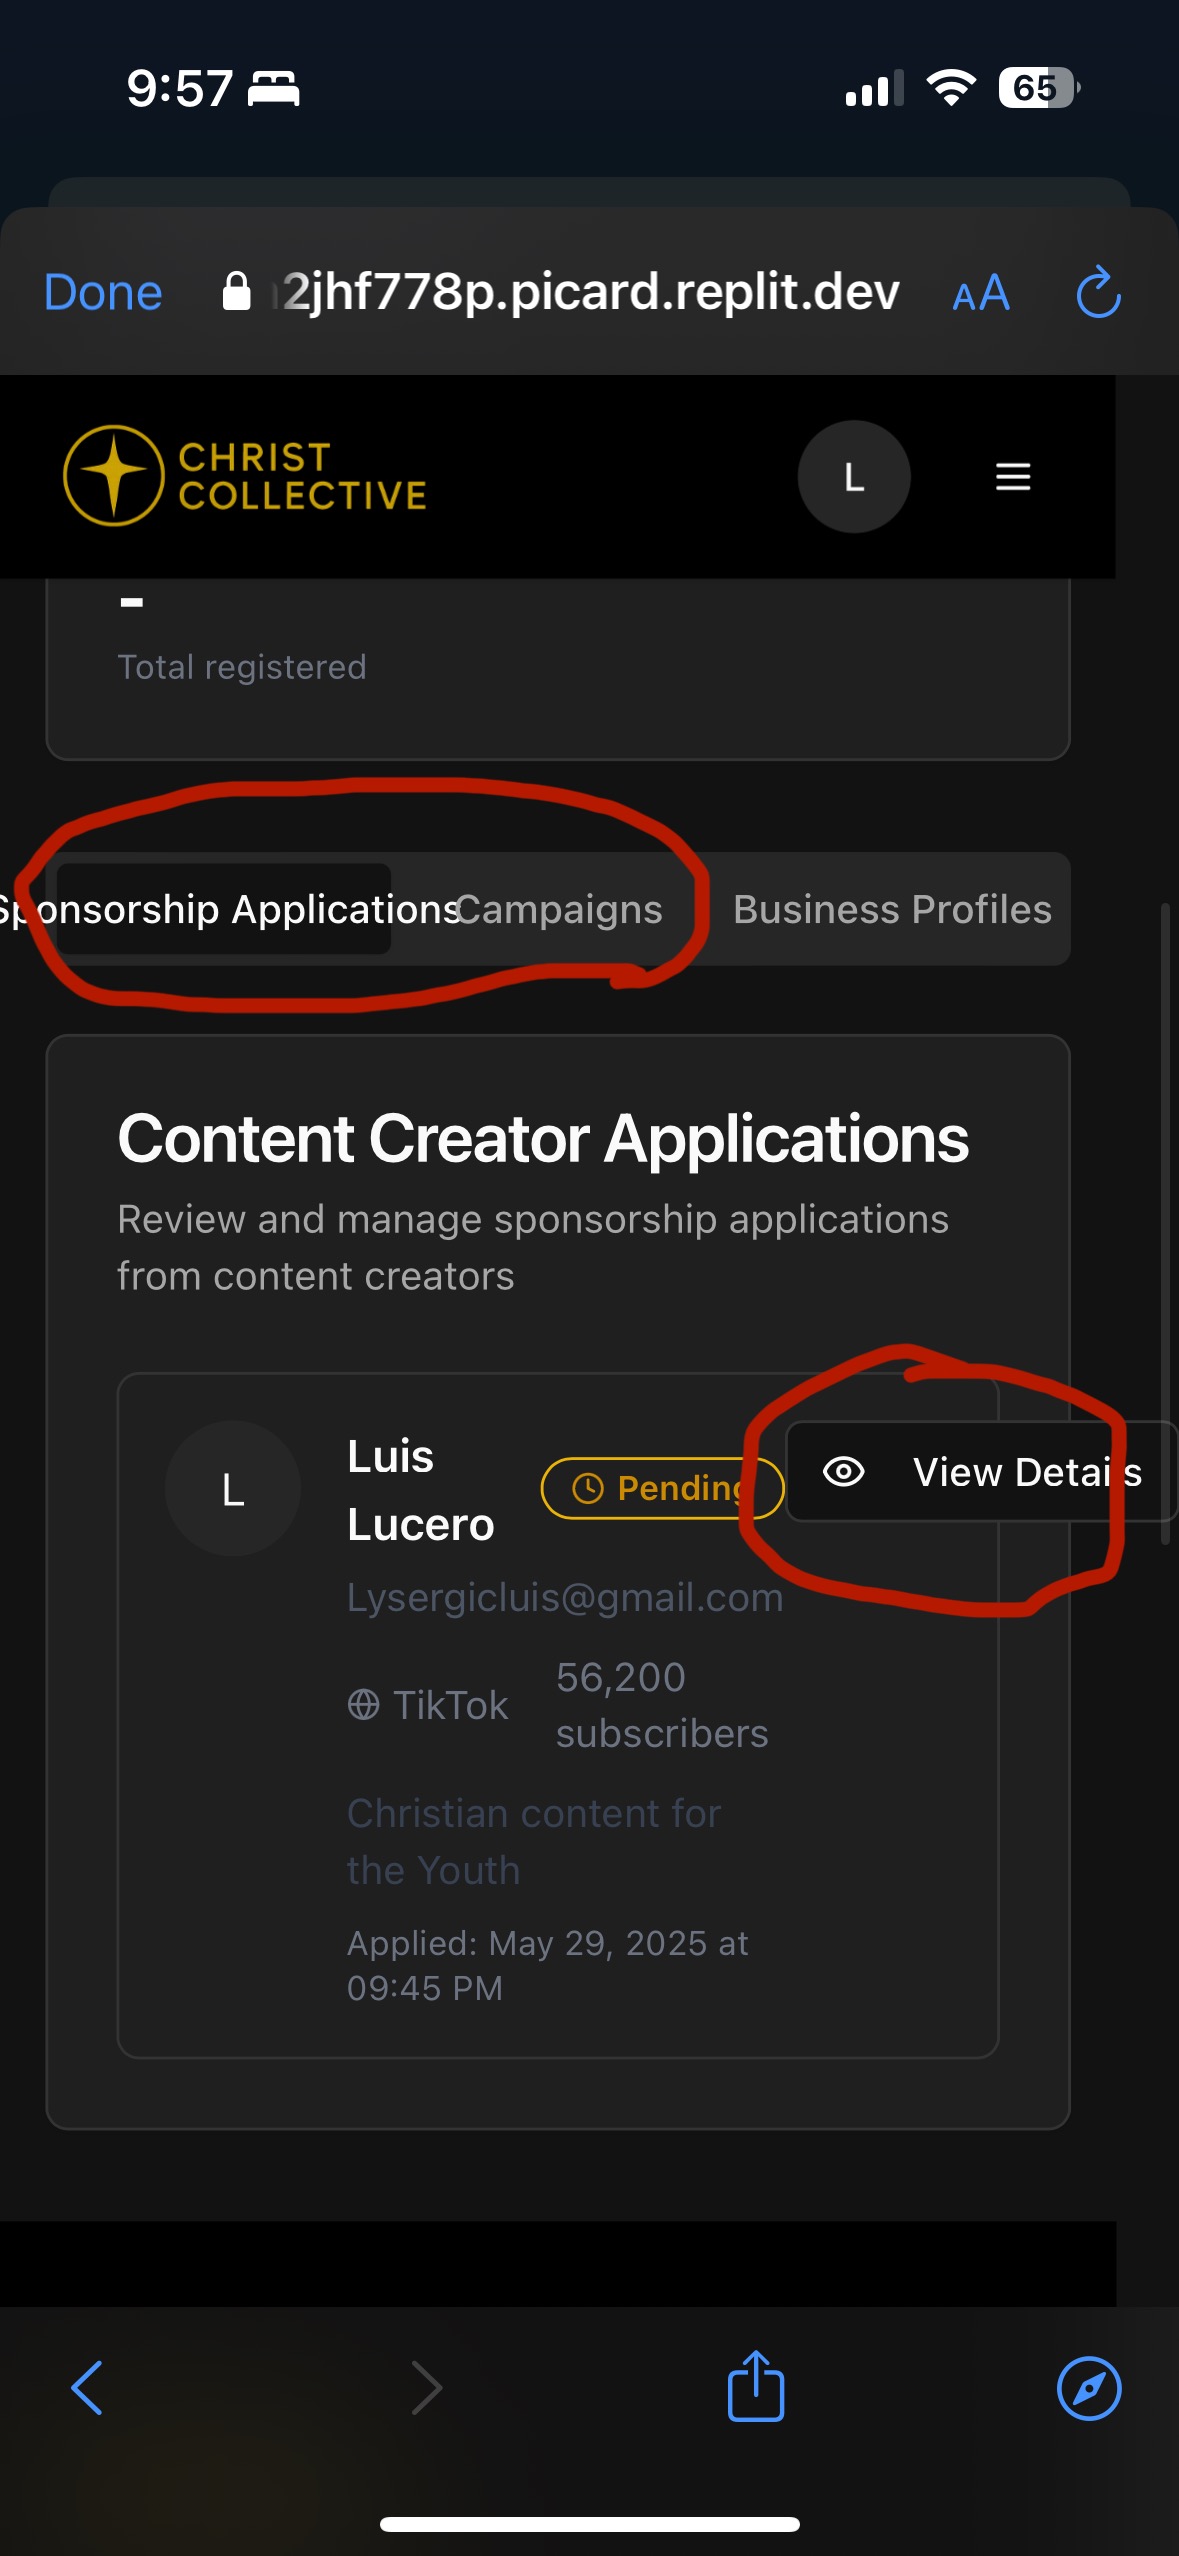 9:57
65
Done
2jhf778p.picard.replit.dev
AA
CHRIST
COLLECTIVE
L
-
Total registered
Sponsorship Applications
Campaigns
Business Profiles
Content Creator Applications
Review and manage sponsorship applications
from content creators
L
Luis
Lucero
Pending
View Details
Lysergicluis@gmail.com
TikTok
56,200
subscribers
Christian content for
the Youth
Applied: May 29, 2025 at
09:45 PM